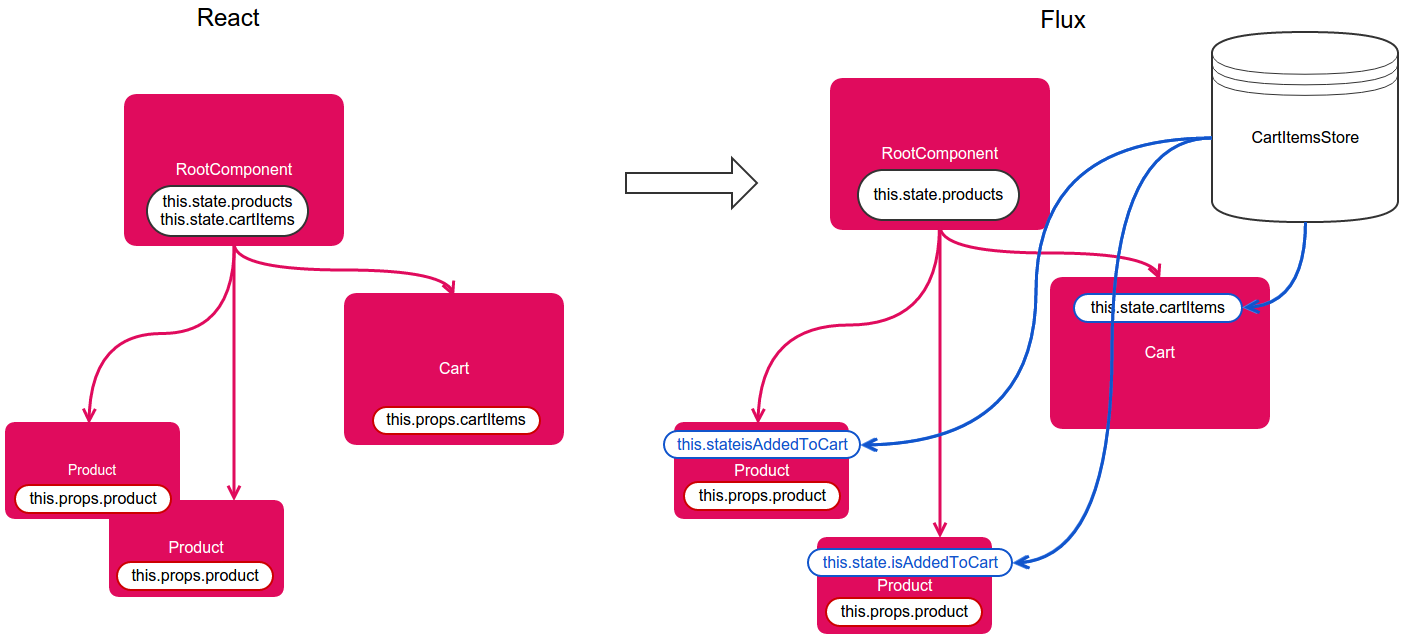 React
RootComponent
this.state.products
this.state.cartItems
Cart
this.props.cartItems
Product
this.props.product
Product
this.props.product
Flux
CartItemsStore
RootComponent
this.state.products
this.state.cartItems
Cart
this.stateisAddedToCart
Product
this.props.product
this.state.isAddedToCart
Product
this.props.product